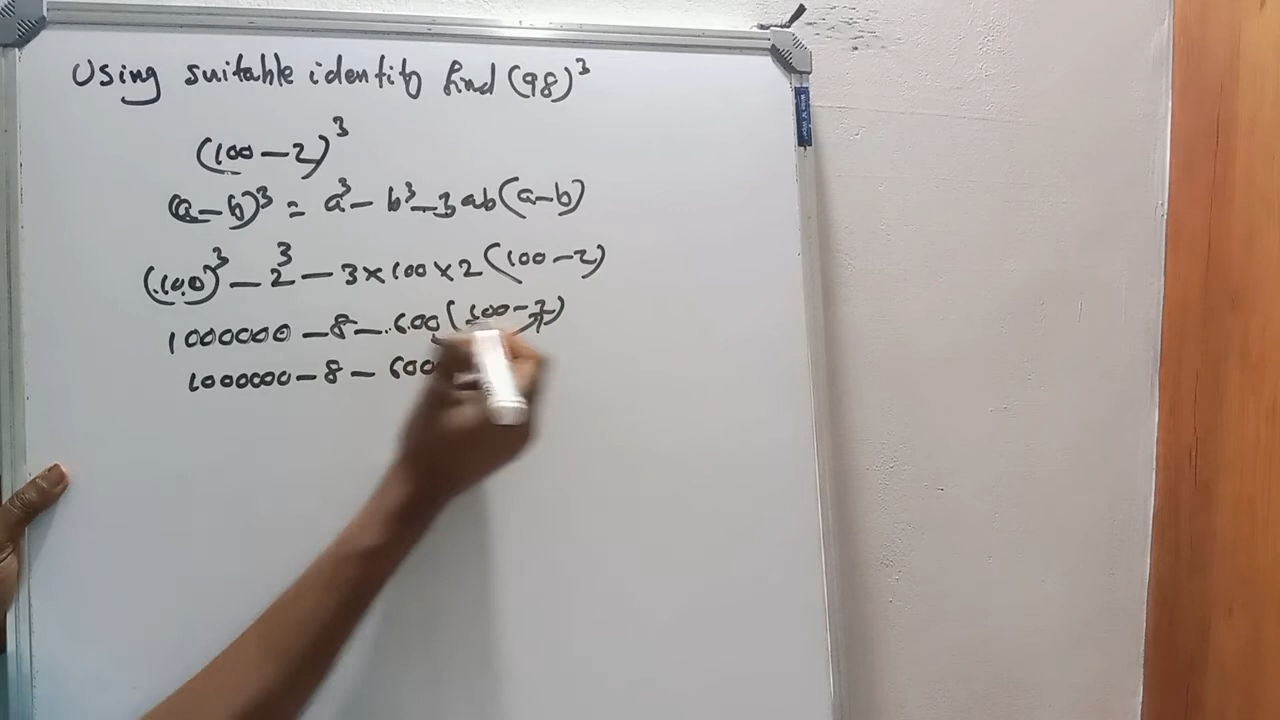 Using suitable identity find (98)³
(100-2)³
(a-b)³ = a³- b³-3ab(a-b)
(100)³ - 2³ - 3×100×2(100-2)
1000000 -8- 600(100-2)
1000000-8-600